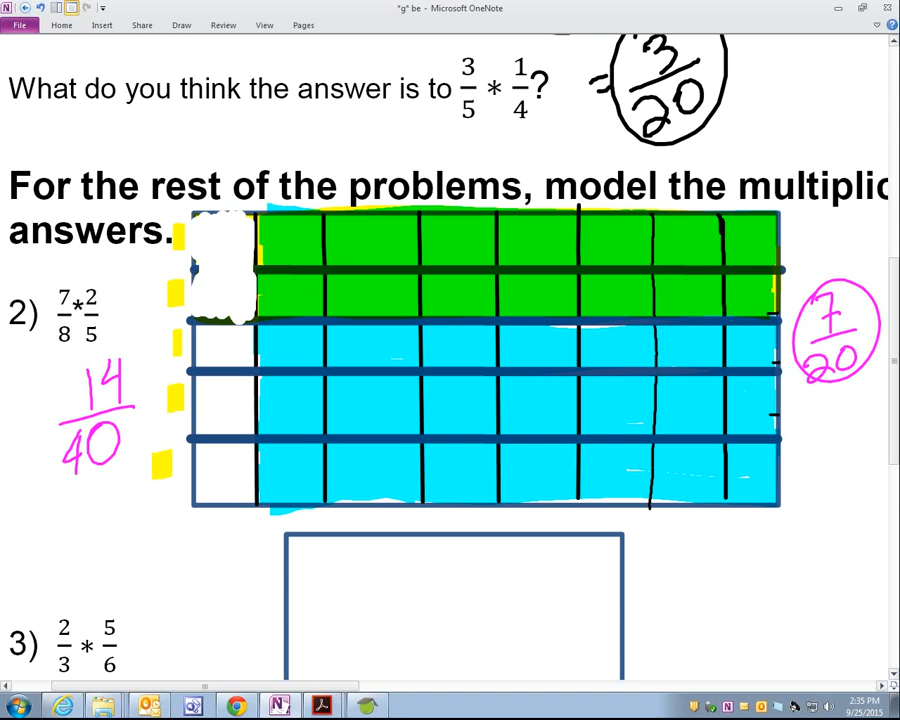 *g* be - Microsoft OneNote
File Home Insert Share Draw Review View Pages
What do you think the answer is to 3/5 * 1/4? = 3/20
For the rest of the problems, model the multiplic
answers.
2) 7/8 * 2/5
14/40
7/20
3) 2/3 * 5/6
2:35 PM
9/25/2015